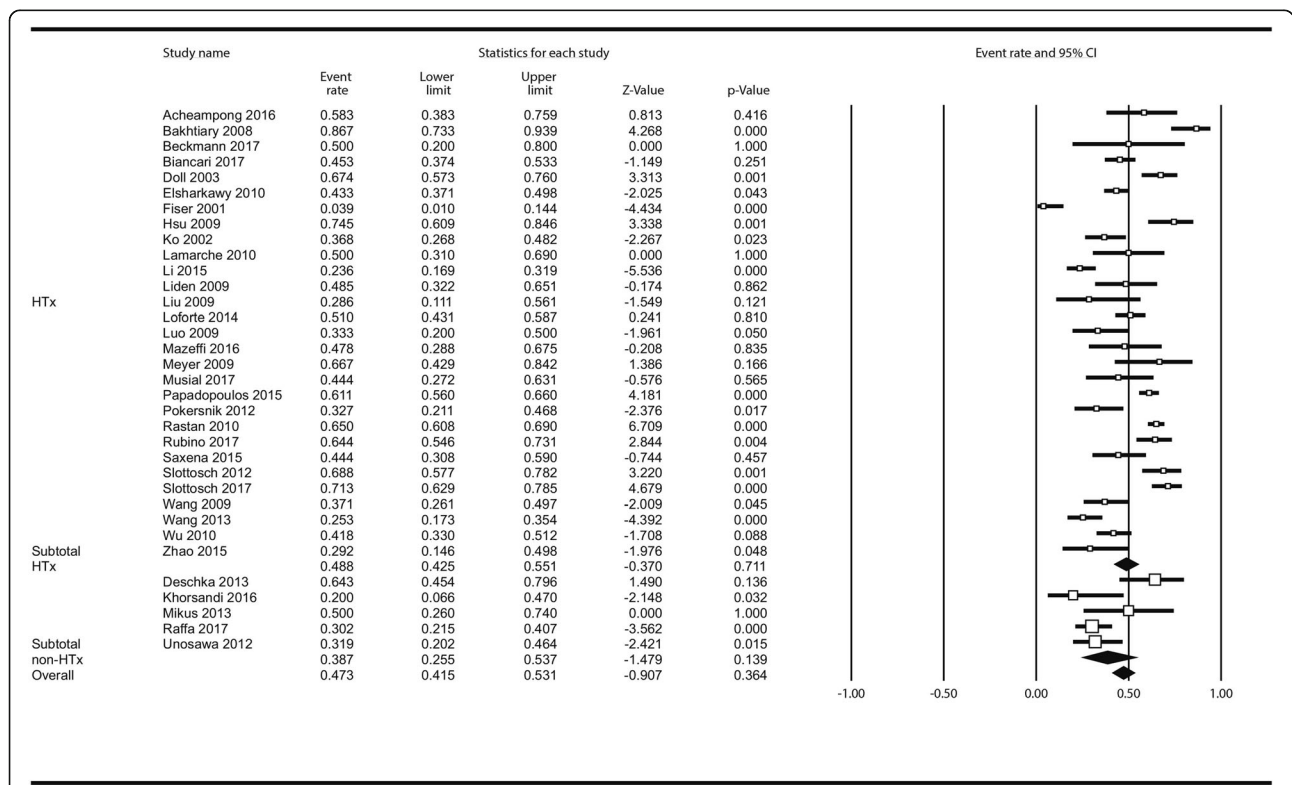 Study name Statistics for each study Event rate and 95% CI
Event rate Lower limit Upper limit Z-Value p-Value
Acheampong 2016 0.583 0.383 0.759 0.813 0.416
Bakhtiary 2008 0.867 0.733 0.939 4.268 0.000
Beckmann 2017 0.500 0.200 0.800 0.000 1.000
Biancari 2017 0.453 0.374 0.533 -1.149 0.251
Doll 2003 0.674 0.573 0.760 3.313 0.001
Elsharkawy 2010 0.433 0.371 0.498 -2.025 0.043
Fiser 2001 0.039 0.010 0.144 -4.434 0.000
Hsu 2009 0.745 0.609 0.846 3.338 0.001
Ko 2002 0.368 0.268 0.482 -2.267 0.023
Lamarche 2010 0.500 0.310 0.690 0.000 1.000
Li 2015 0.236 0.169 0.319 -5.536 0.000
Liden 2009 0.485 0.322 0.651 -0.174 0.862
HTx Liu 2009 0.286 0.111 0.561 -1.549 0.121
Loforte 2014 0.510 0.431 0.587 0.241 0.810
Luo 2009 0.333 0.200 0.500 -1.961 0.050
Mazeffi 2016 0.478 0.288 0.675 -0.208 0.835
Meyer 2009 0.667 0.429 0.842 1.386 0.166
Musial 2017 0.444 0.272 0.631 -0.576 0.565
Papadopoulos 2015 0.611 0.560 0.660 4.181 0.000
Pokersnik 2012 0.327 0.211 0.468 -2.376 0.017
Rastan 2010 0.650 0.608 0.690 6.709 0.000
Rubino 2017 0.644 0.546 0.731 2.844 0.004
Saxena 2015 0.444 0.308 0.590 -0.744 0.457
Slottosch 2012 0.688 0.577 0.782 3.220 0.001
Slottosch 2017 0.713 0.629 0.785 4.679 0.000
Wang 2009 0.371 0.261 0.497 -2.009 0.045
Wang 2013 0.253 0.173 0.354 -4.392 0.000
Wu 2010 0.418 0.330 0.512 -1.708 0.088
Subtotal Zhao 2015 0.292 0.146 0.498 -1.976 0.048
HTx 0.488 0.425 0.551 -0.370 0.711
Deschka 2013 0.643 0.454 0.796 1.490 0.136
Khorsandi 2016 0.200 0.066 0.470 -2.148 0.032
Mikus 2013 0.500 0.260 0.740 0.000 1.000
Raffa 2017 0.302 0.215 0.407 -3.562 0.000
Subtotal Unosawa 2012 0.319 0.202 0.464 -2.421 0.015
non-HTx 0.387 0.255 0.537 -1.479 0.139
Overall 0.473 0.415 0.531 -0.907 0.364
-1.00 -0.50 0.00 0.50 1.00